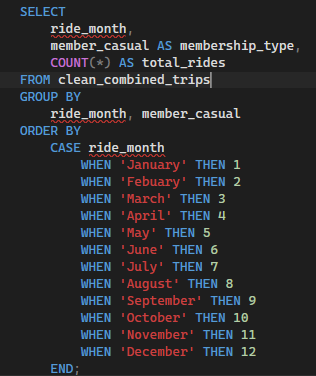 SELECT
ride_month,
member_casual AS membership_type,
COUNT(*) AS total_rides
FROM clean_combined_trips
GROUP BY
ride_month, member_casual
ORDER BY
CASE ride_month
WHEN 'January' THEN 1
WHEN 'Febuary' THEN 2
WHEN 'March' THEN 3
WHEN 'April' THEN 4
WHEN 'May' THEN 5
WHEN 'June' THEN 6
WHEN 'July' THEN 7
WHEN 'August' THEN 8
WHEN 'September' THEN 9
WHEN 'October' THEN 10
WHEN 'November' THEN 11
WHEN 'December' THEN 12
END;